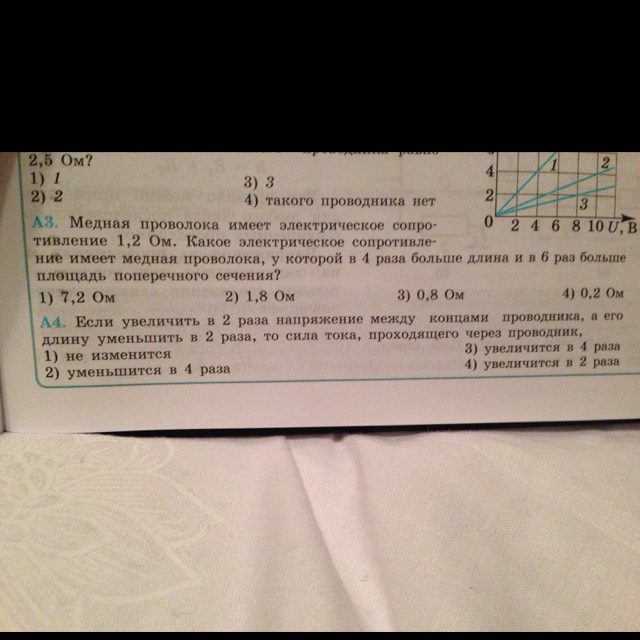 2,5 Ом?
1) 1
3) 3
2) 2
4) такого проводника нет
4
2
0
1
2
3
0 2 4 6 8 10 U, В
А3. Медная проволока имеет электрическое сопро-
тивление 1,2 Ом. Какое электрическое сопротивле-
ние имеет медная проволока, у которой в 4 раза больше длина и в 6 раз больше
площадь поперечного сечения?
1) 7,2 Ом 2) 1,8 Ом 3) 0,8 Ом 4) 0,2 Ом
А4. Если увеличить в 2 раза напряжение между концами проводника, а его
длину уменьшить в 2 раза, то сила тока, проходящего через проводник,
1) не изменится
3) увеличится в 4 раза
2) уменьшится в 4 раза
4) увеличится в 2 раза